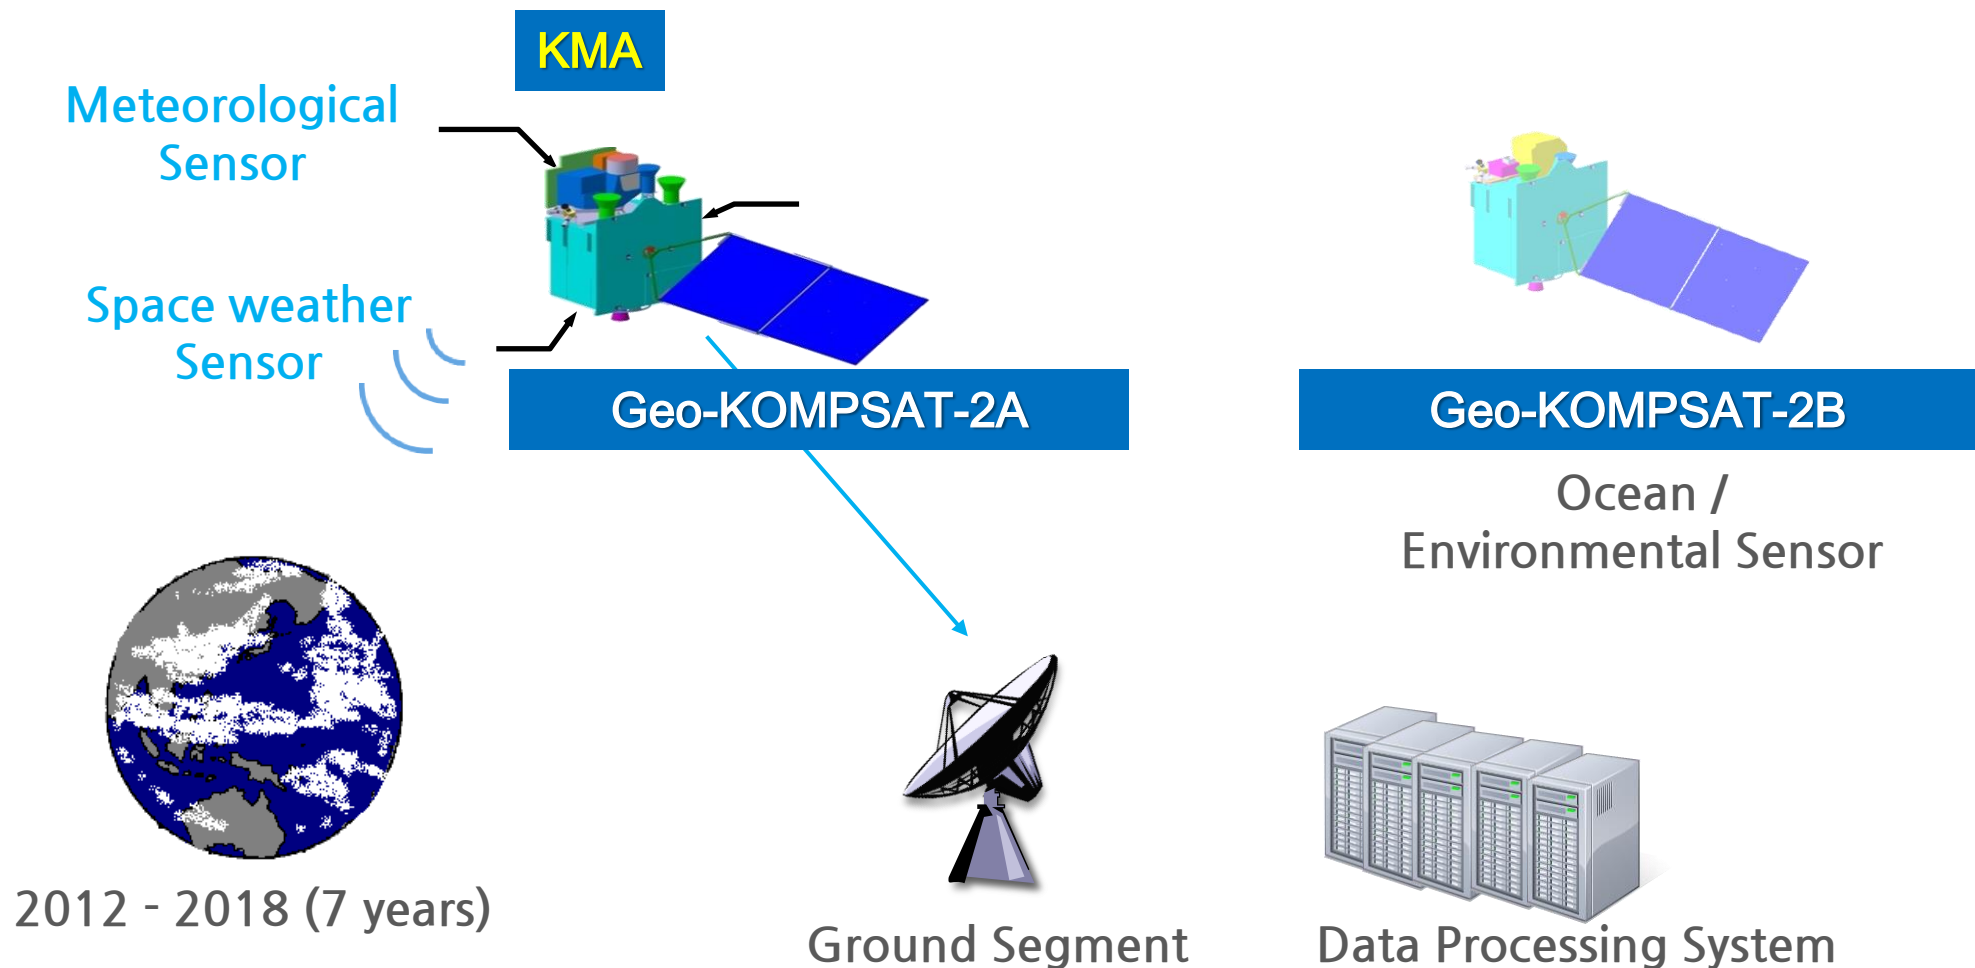 KMA
Meteorological
Sensor
Space weather
Sensor
Geo-KOMPSAT-2A
Geo-KOMPSAT-2B
Ocean /
Environmental Sensor
2012 - 2018 (7 years)
Ground Segment
Data Processing System